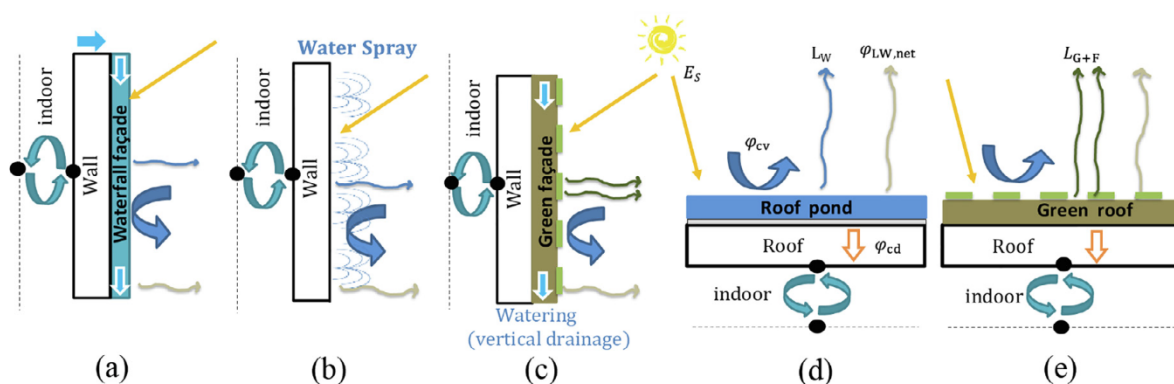 indoor
Wall
Waterfall façade
(a)
Water Spray
indoor
Wall
(b)
indoor
Wall
Green façade
Watering
(vertical drainage)
(c)
E_S
L_W
φ_LW,net
φ_cv
Roof pond
Roof
φ_cd
indoor
(d)
L_G+F
Green roof
Roof
indoor
(e)